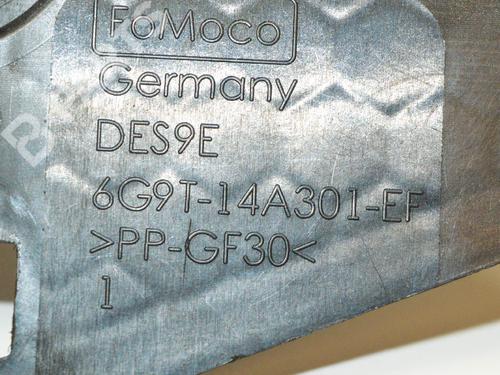 FoMoco
Germany
DES9E
6G9T-14A301-EF
>PP-GF30<
1